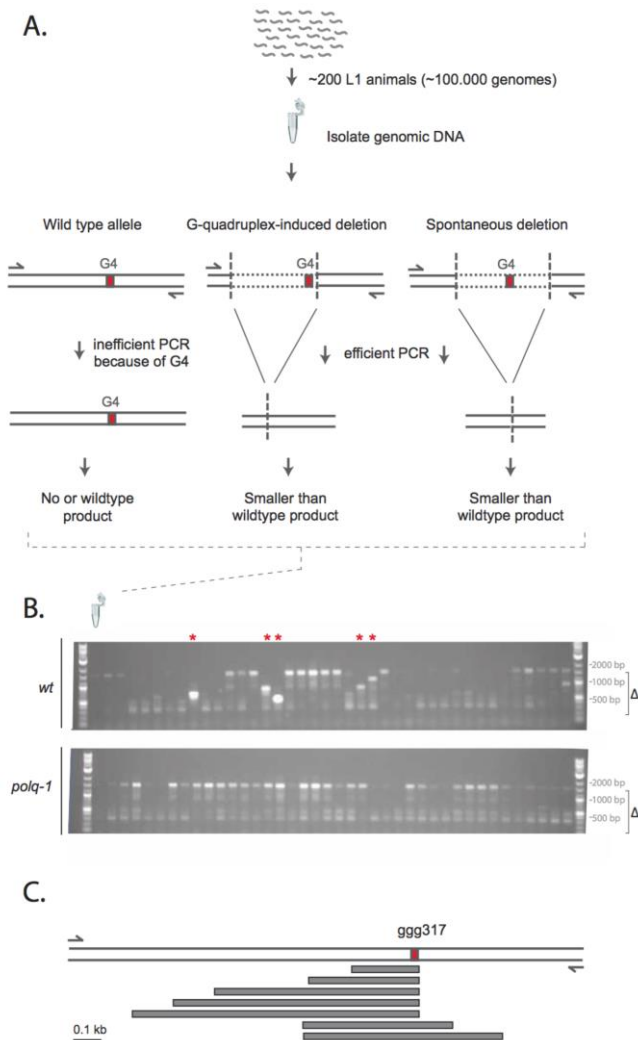 A.
~200 L1 animals (~100.000 genomes)
Isolate genomic DNA
Wild type allele
G-quadruplex-induced deletion
Spontaneous deletion
G4
G4
G4
inefficient PCR
because of G4
efficient PCR
G4
No or wildtype
product
Smaller than
wildtype product
Smaller than
wildtype product
B.
* * * * *
wt
-2000 bp
-1000 bp
-500 bp
Δ
polq-1
-2000 bp
-1000 bp
-500 bp
Δ
C.
ggg317
0.1 kb